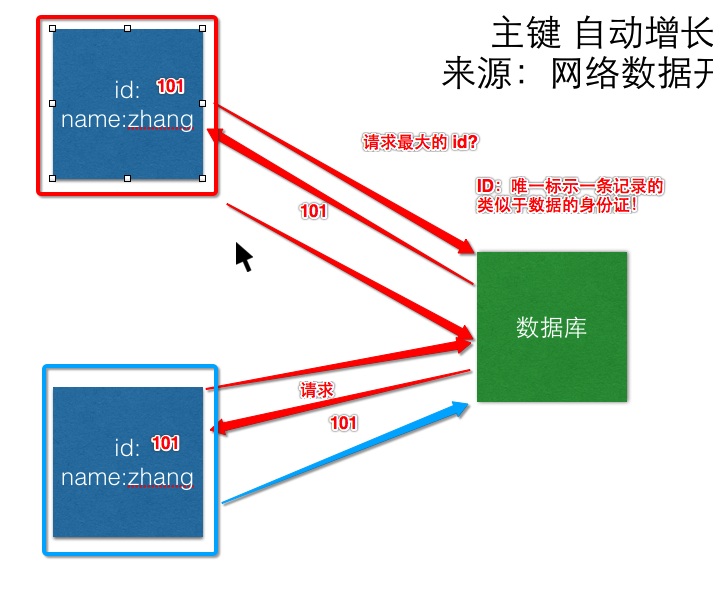 主键 自动增长
来源：网络数据开
id: 101
name:zhang
请求最大的 id?
ID：唯一标示一条记录的
类似于数据的身份证！
101
数据库
请求
101
id: 101
name:zhang